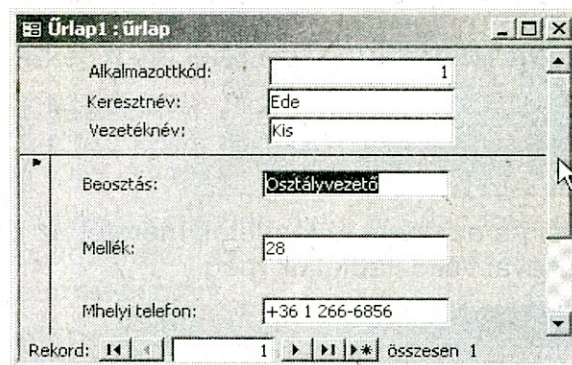 Űrlap1 : űrlap
Alkalmazottkód: 1
Keresztnév: Ede
Vezetéknév: Kis
Beosztás: Osztályvezető
Mellék: 28
Mhelyi telefon: +36 1 266-6856
Rekord: 1 összesen 1